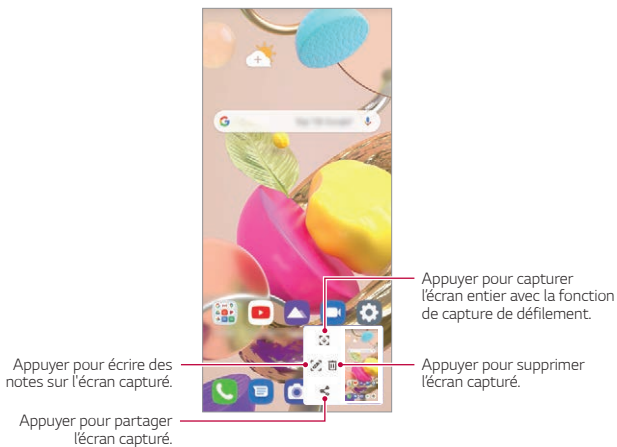 Appuyer pour capturer
l'écran entier avec la fonction
de capture de défilement.
Appuyer pour écrire des
notes sur l'écran capturé.
Appuyer pour supprimer
l'écran capturé.
Appuyer pour partager
l'écran capturé.